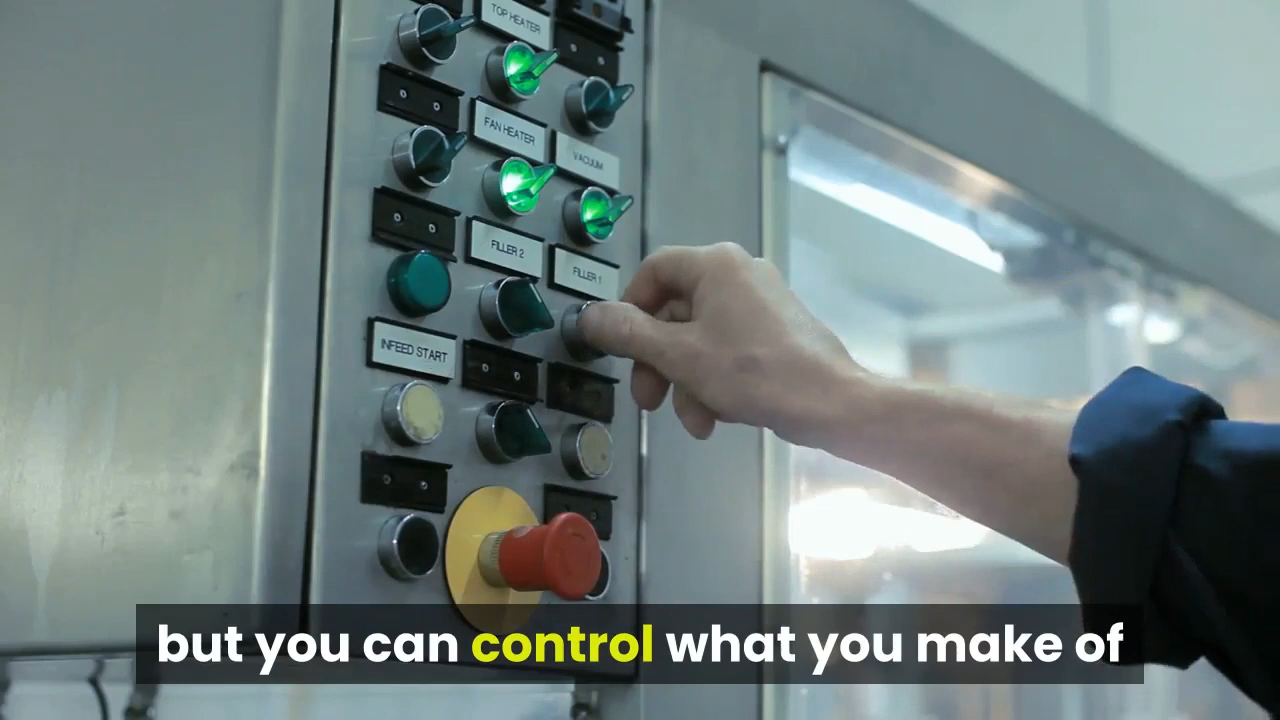 TOP HEATER
FAN HEATER
VACUUM
FILLER 2
FILLER 1
INFEED START
but you can control what you make of